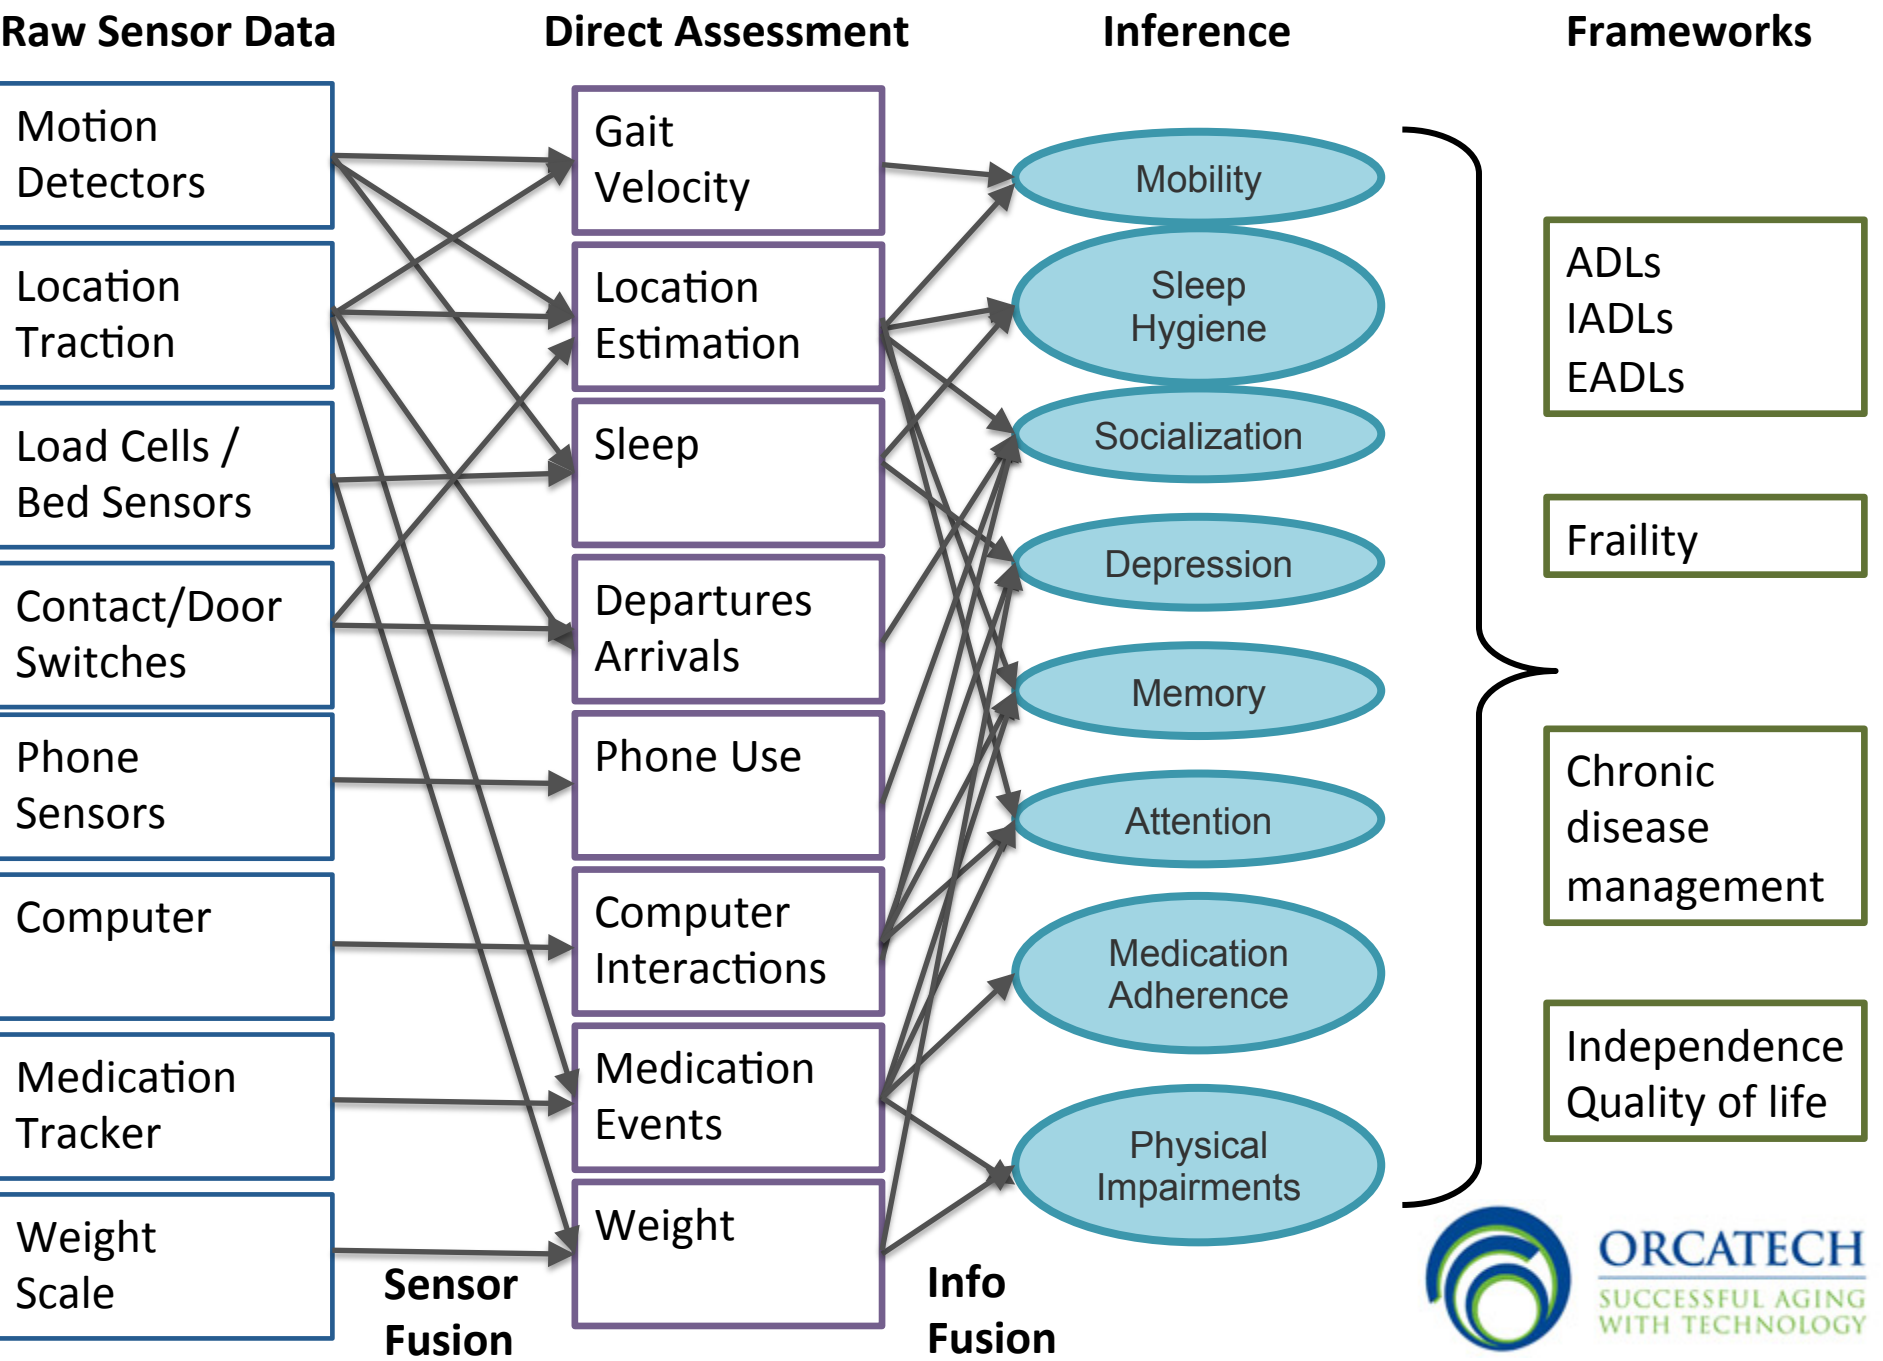 Raw Sensor Data
Direct Assessment
Inference
Frameworks
Motion
Detectors
Location
Traction
Load Cells /
Bed Sensors
Contact/Door
Switches
Phone
Sensors
Computer
Medication
Tracker
Weight
Scale
Sensor
Fusion
Gait
Velocity
Location
Estimation
Sleep
Departures
Arrivals
Phone Use
Computer
Interactions
Medication
Events
Weight
Info
Fusion
Mobility
Sleep
Hygiene
Socialization
Depression
Memory
Attention
Medication
Adherence
Physical
Impairments
ADLs
IADLs
EADLs
Fraility
Chronic
disease
management
Independence
Quality of life
ORCATECH
SUCCESSFUL AGING
WITH TECHNOLOGY